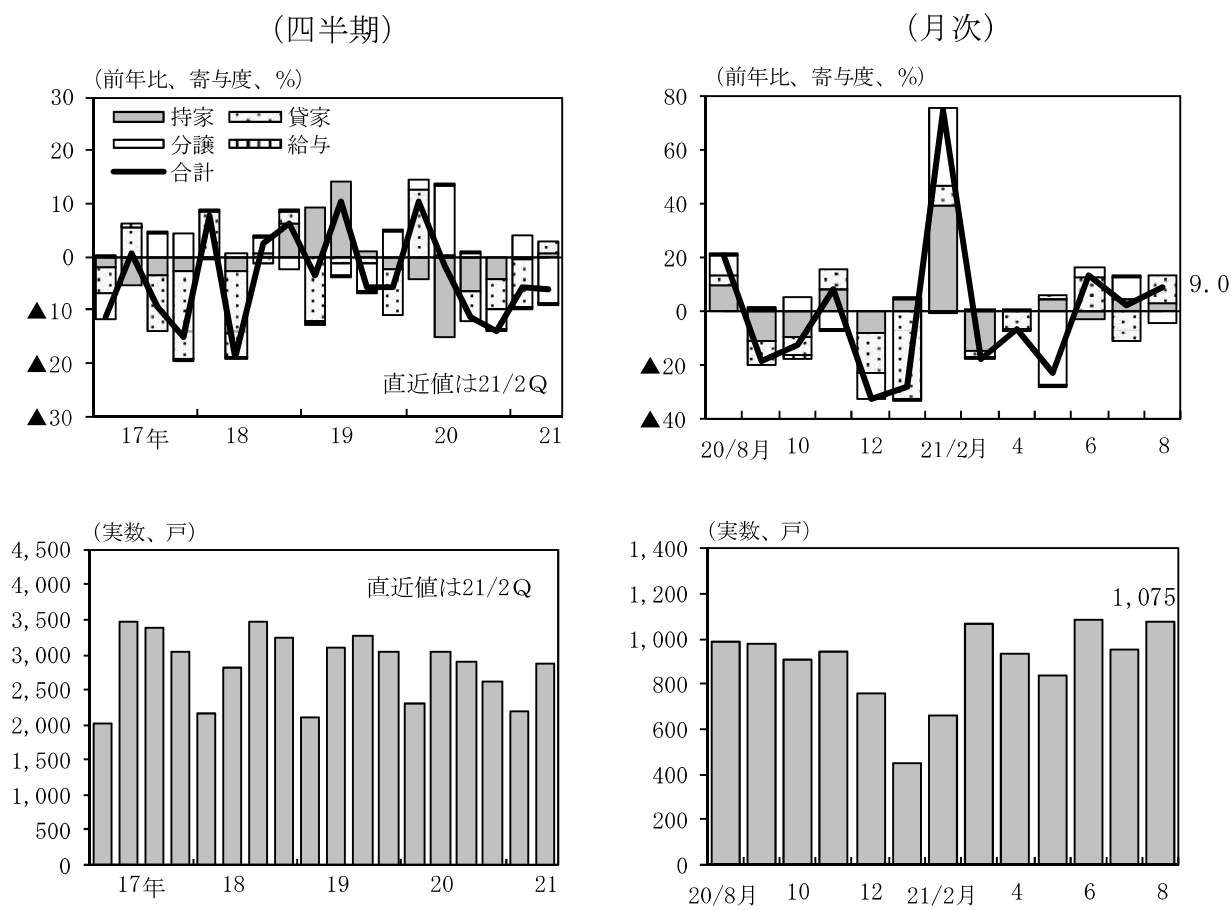 (四半期)
(前年比、寄与度、%)
30
20
10
0
▲10
▲20
▲30
持家 貸家
分譲 給与
合計
直近値は21/2Q
17年 18 19 20 21
(月次)
(前年比、寄与度、%)
80
60
40
20
0
▲20
▲40
9.0
20/8月 10 12 21/2月 4 6 8
(実数、戸)
4,500
4,000
3,500
3,000
2,500
2,000
1,500
1,000
500
0
直近値は21/2Q
17年 18 19 20 21
(実数、戸)
1,400
1,200
1,000
800
600
400
200
0
1,075
20/8月 10 12 21/2月 4 6 8